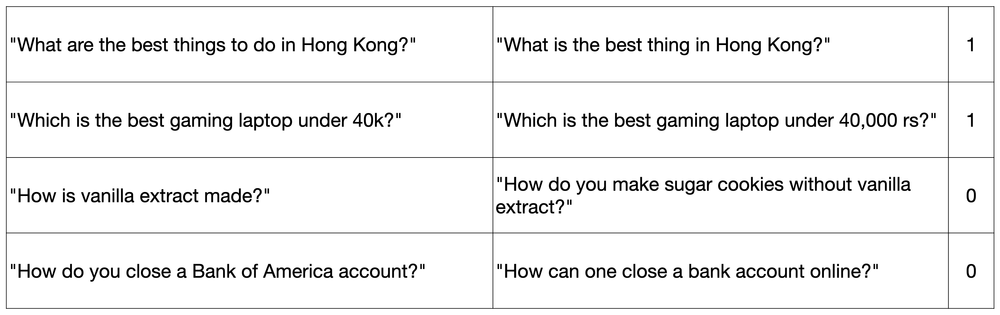 "What are the best things to do in Hong Kong?" "What is the best thing in Hong Kong?" 1
"Which is the best gaming laptop under 40k?" "Which is the best gaming laptop under 40,000 rs?" 1
"How is vanilla extract made?" "How do you make sugar cookies without vanilla
extract?" 0
"How do you close a Bank of America account?" "How can one close a bank account online?" 0